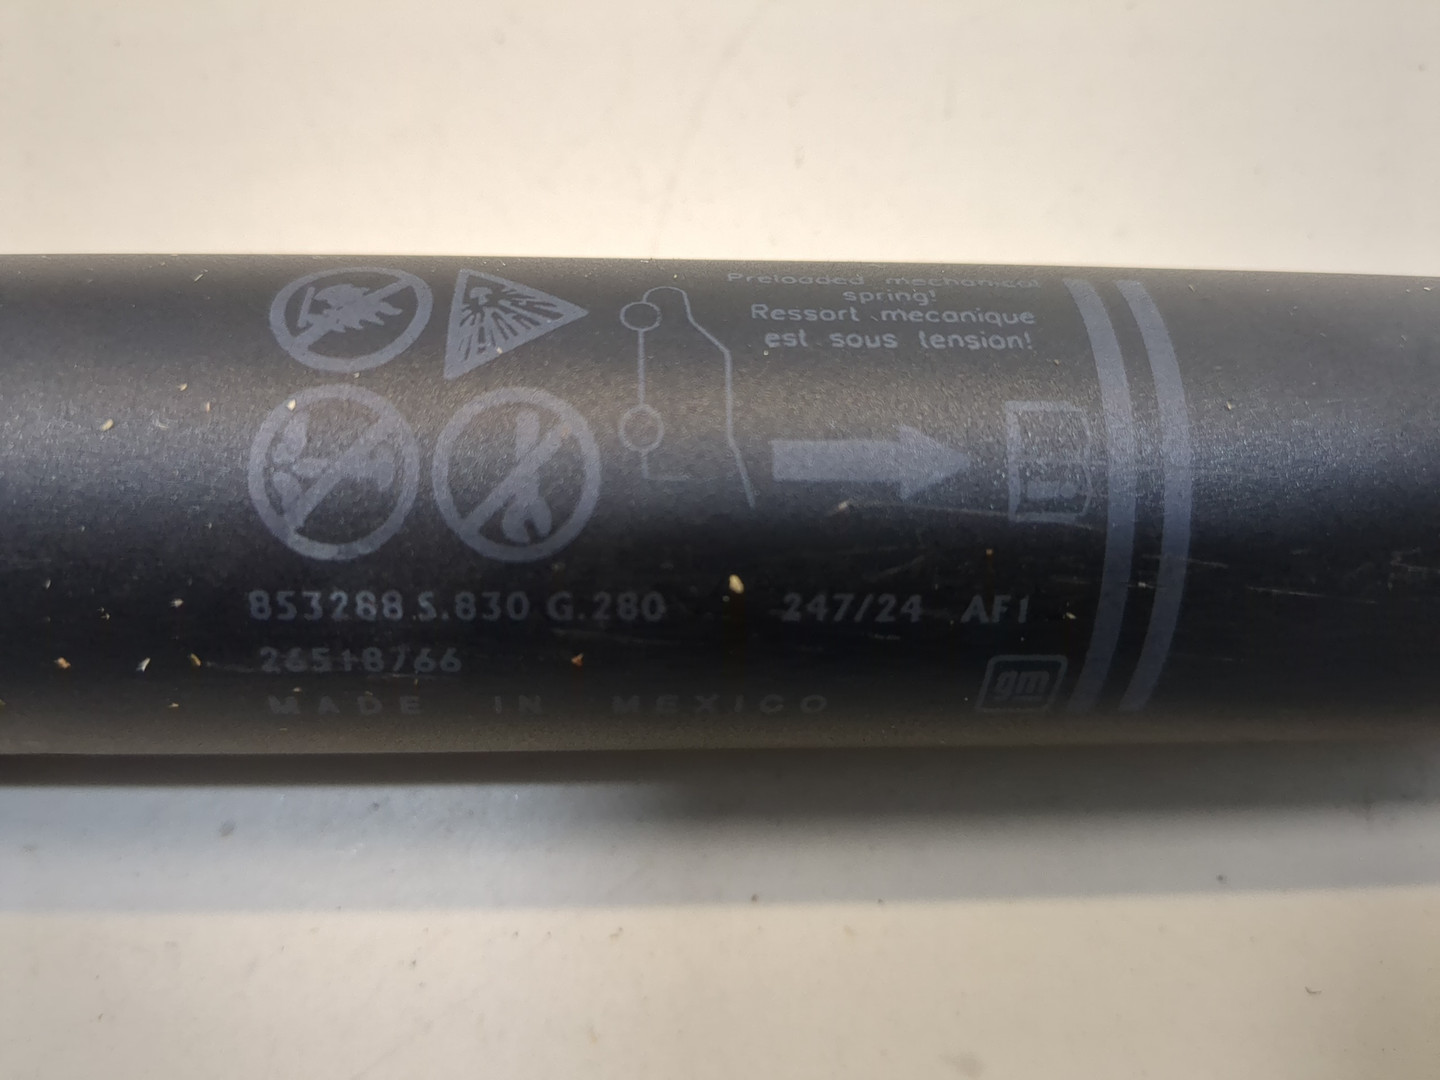 Preloaded mechanical
spring!
Ressort mecanique
est sous tension!
853288 S.830 G.280 247/24 AF1
26518766
MADE IN MEXICO
gm